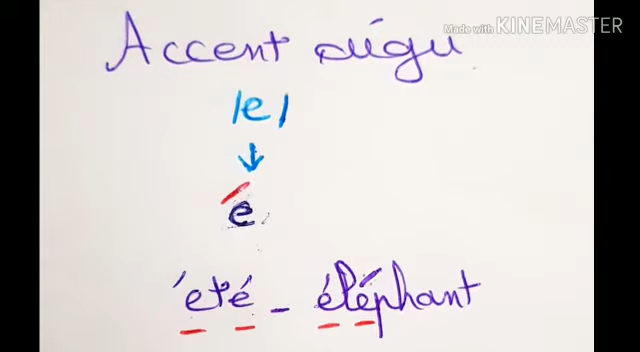 Made with KINEMASTER
Accent aigu
/e/
é
été - éléphant